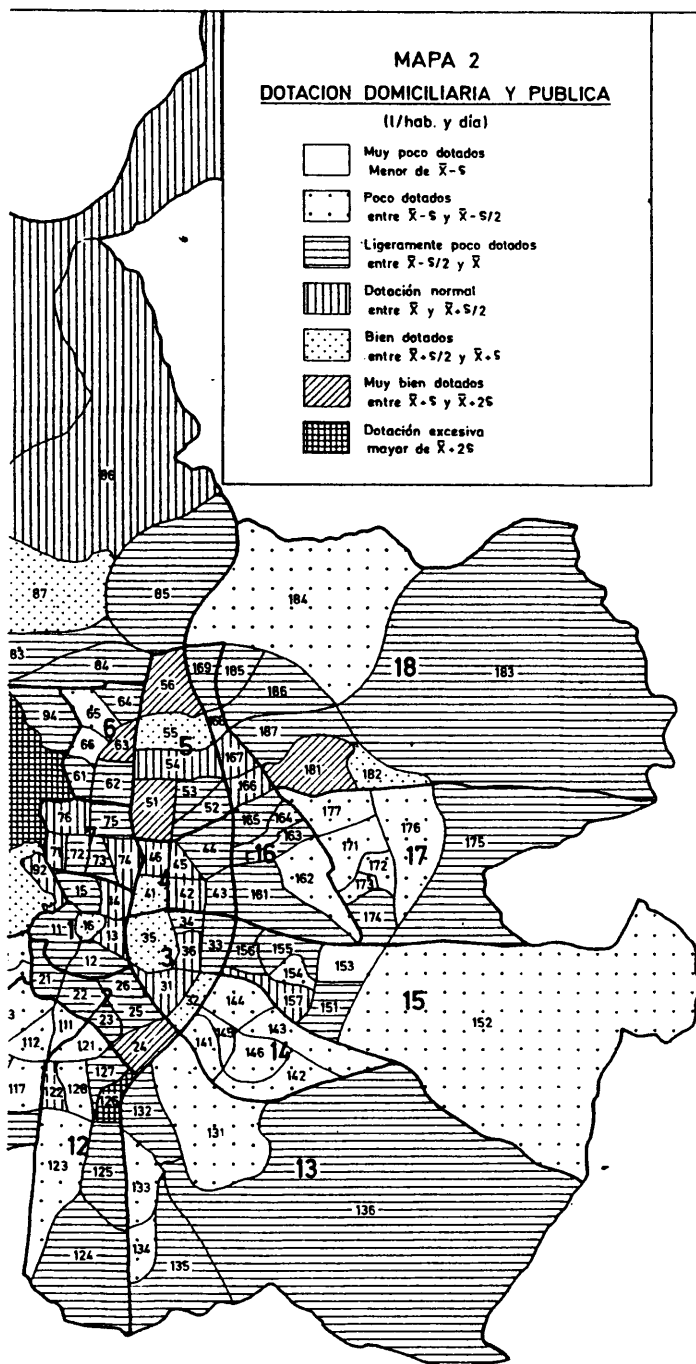 MAPA 2
DOTACION DOMICILIARIA Y PUBLICA
(l/hab. y día)
Muy poco dotados
Menor de X̄-S
Poco dotados
entre X̄-S y X̄-S/2
Ligeramente poco dotados
entre X̄-S/2 y X̄
Dotación normal
entre X̄ y X̄+S/2
Bien dotados
entre X̄+S/2 y X̄+S
Muy bien dotados
entre X̄+S y X̄+2S
Dotación excesiva
mayor de X̄+2S
86
87 85 184
83 84 169 185 18 183
56 186
94 65 64 6 168
66 63 55 5 187
54 167 181 182
61 62 166
76 75 51 53 52 177 176
165 164 163 175
71 72 73 74 46 45 44 16 171 17
92 172
15 14 41 4 42 43 161 162 173
174
11 1 16 13 35 34
12 3 36 33 156 155 153
21 26 31 154
22 2 25 32 144 157 151 15 152
3 111 23 143
112 121 24 141 145 146 14 142
127
117 122 128 126 132
131
12 13
123 125 133 136
124 134 135